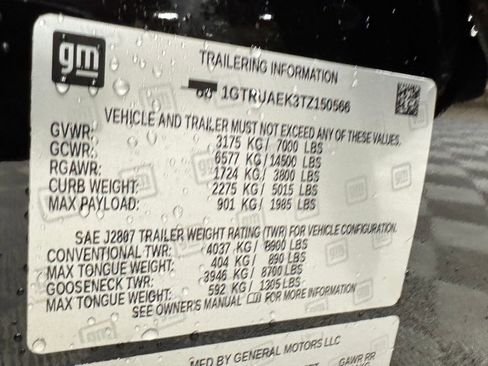 gm
TRAILERING INFORMATION
1GTRUAEK3TZ150566
VEHICLE AND TRAILER MUST NOT EXCEED ANY OF THESE VALUES.
GVWR: 3175 KG / 7000 LBS
GCWR: 6577 KG / 14500 LBS
RGAWR: 1724 KG / 3800 LBS
CURB WEIGHT: 2275 KG / 5015 LBS
MAX PAYLOAD: 901 KG / 1985 LBS
SAE J2807 TRAILER WEIGHT RATING (TWR) FOR VEHICLE CONFIGURATION.
CONVENTIONAL TWR: 4037 KG / 8900 LBS
MAX TONGUE WEIGHT: 404 KG / 890 LBS
GOOSENECK TWR: 3946 KG / 8700 LBS
MAX TONGUE WEIGHT: 592 KG / 1305 LBS
SEE OWNER'S MANUAL FOR MORE INFORMATION
MFD BY GENERAL MOTORS LLC
GAWR RR